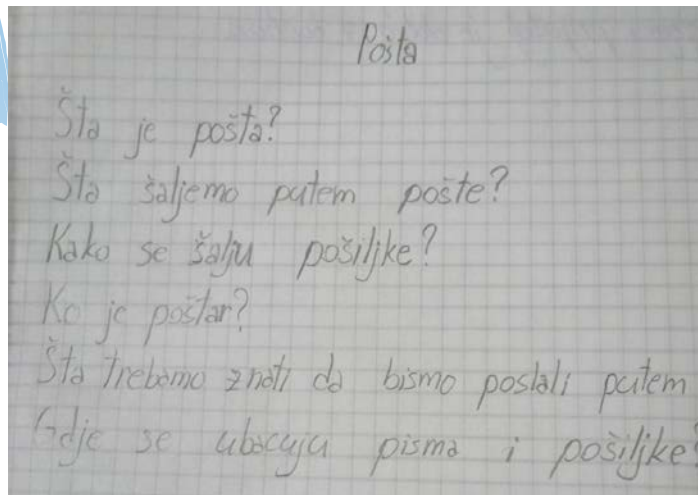 Pošta
Šta je pošta?
Šta šaljemo putem pošte?
Kako se šalju pošiljke?
Ko je poštar?
Šta trebamo znati da bismo poslali putem
Gdje se ubacuju pisma i pošiljke?